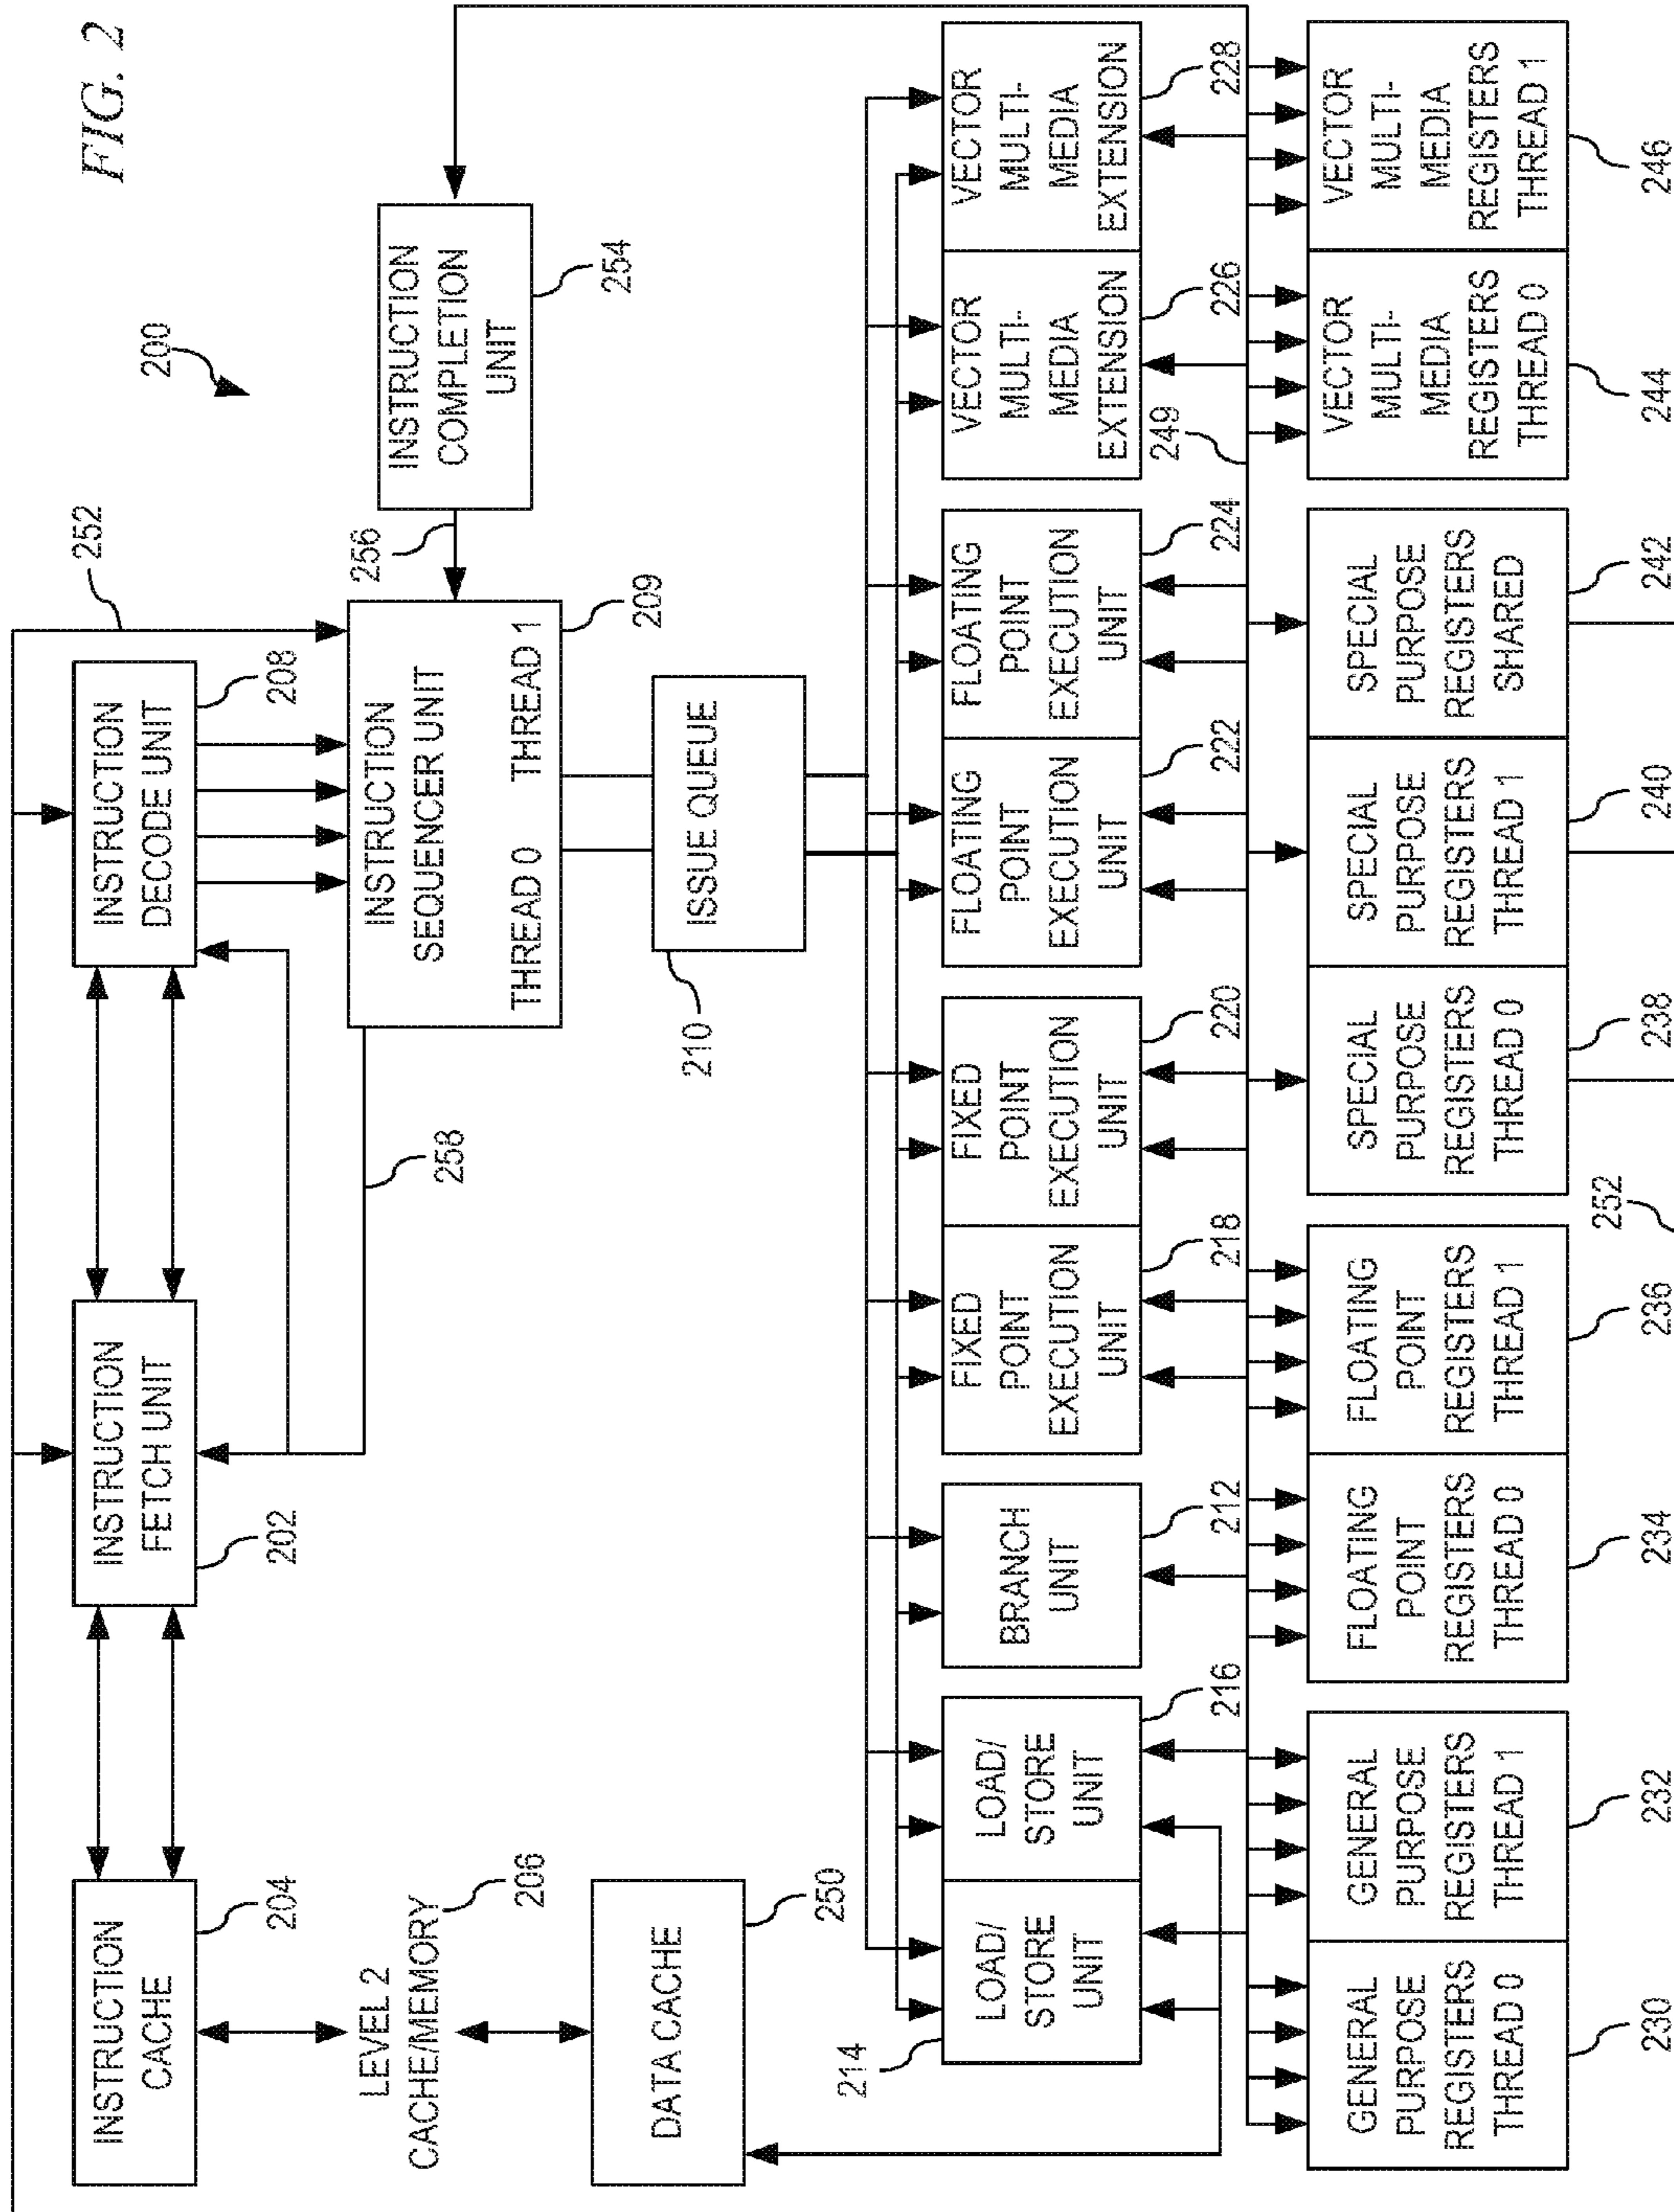 FIG. 2
200
252
INSTRUCTION
CACHE
204
INSTRUCTION
FETCH UNIT
202
INSTRUCTION
DECODE UNIT
208
LEVEL 2
CACHE/MEMORY
206
258
INSTRUCTION
SEQUENCER UNIT
THREAD 0
THREAD 1
209
256
INSTRUCTION
COMPLETION
UNIT
254
DATA CACHE
250
210
ISSUE QUEUE
214
LOAD/
STORE
UNIT
LOAD/
STORE
UNIT
216
BRANCH
UNIT
212
FIXED
POINT
EXECUTION
UNIT
218
FIXED
POINT
EXECUTION
UNIT
220
FLOATING
POINT
EXECUTION
UNIT
222
FLOATING
POINT
EXECUTION
UNIT
224
VECTOR
MULTI-
MEDIA
EXTENSION
226
VECTOR
MULTI-
MEDIA
EXTENSION
228
249
GENERAL
PURPOSE
REGISTERS
THREAD 0
230
GENERAL
PURPOSE
REGISTERS
THREAD 1
232
FLOATING
POINT
REGISTERS
THREAD 0
234
FLOATING
POINT
REGISTERS
THREAD 1
236
252
SPECIAL
PURPOSE
REGISTERS
THREAD 0
238
SPECIAL
PURPOSE
REGISTERS
THREAD 1
240
SPECIAL
PURPOSE
REGISTERS
SHARED
242
VECTOR
MULTI-
MEDIA
REGISTERS
THREAD 0
244
VECTOR
MULTI-
MEDIA
REGISTERS
THREAD 1
246